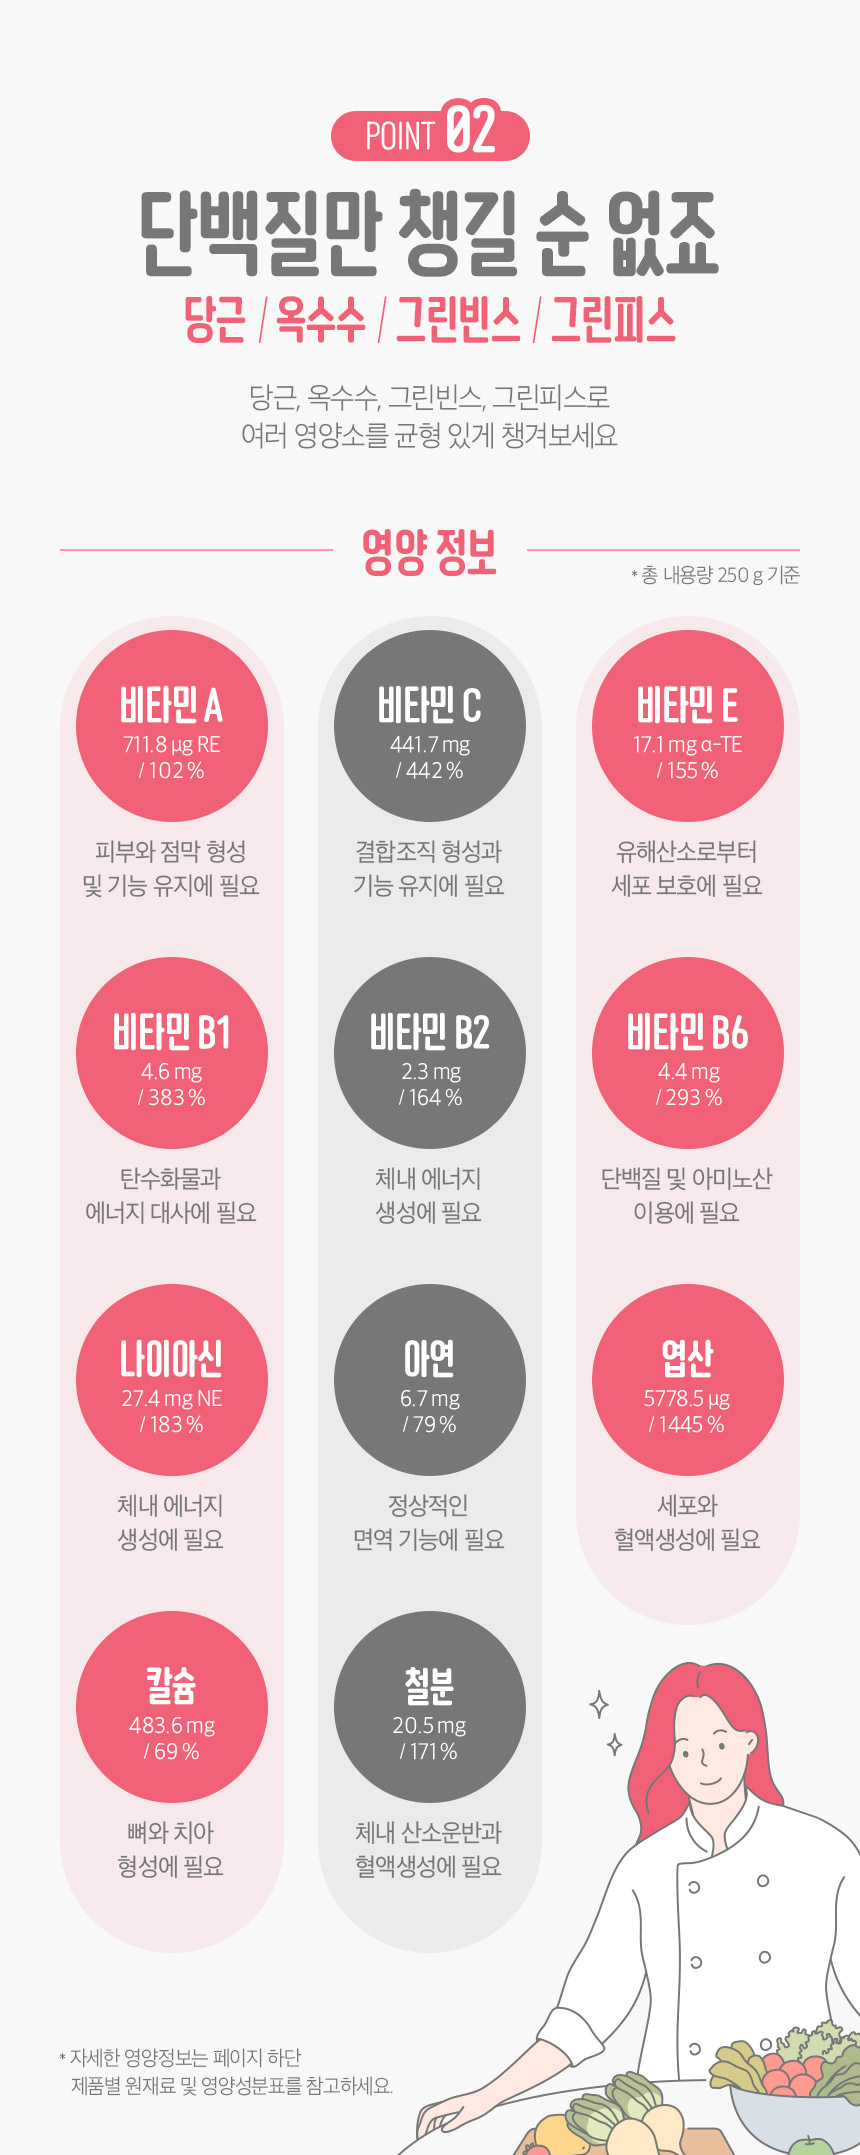 POINT 02
단백질만 챙길 순 없죠
당근 / 옥수수 / 그린빈스 / 그린피스
당근, 옥수수, 그린빈스, 그린피스로
여러 영양소를 균형 있게 챙겨보세요
영양 정보
* 총 내용량 250 g 기준
비타민 A
711.8 µg RE
/ 102 %
피부와 점막 형성
및 기능 유지에 필요
비타민 C
441.7 mg
/ 442 %
결합조직 형성과
기능 유지에 필요
비타민 E
17.1 mg α-TE
/ 155 %
유해산소로부터
세포 보호에 필요
비타민 B1
4.6 mg
/ 383 %
탄수화물과
에너지 대사에 필요
비타민 B2
2.3 mg
/ 164 %
체내 에너지
생성에 필요
비타민 B6
4.4 mg
/ 293 %
단백질 및 아미노산
이용에 필요
나이아신
27.4 mg NE
/ 183 %
체내 에너지
생성에 필요
아연
6.7 mg
/ 79 %
정상적인
면역 기능에 필요
엽산
5778.5 µg
/ 1445 %
세포와
혈액생성에 필요
칼슘
483.6 mg
/ 69 %
뼈와 치아
형성에 필요
철분
20.5 mg
/ 171 %
체내 산소운반과
혈액생성에 필요
* 자세한 영양정보는 페이지 하단
제품별 원재료 및 영양성분표를 참고하세요.